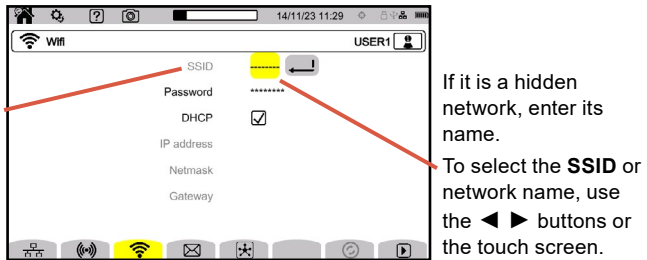 14/11/23 11:29
Wifi USER1
SSID --------
Password ********
DHCP
IP address
Netmask
Gateway
If it is a hidden
network, enter its
name.
To select the SSID or
network name, use
the ◄ ► buttons or
the touch screen.